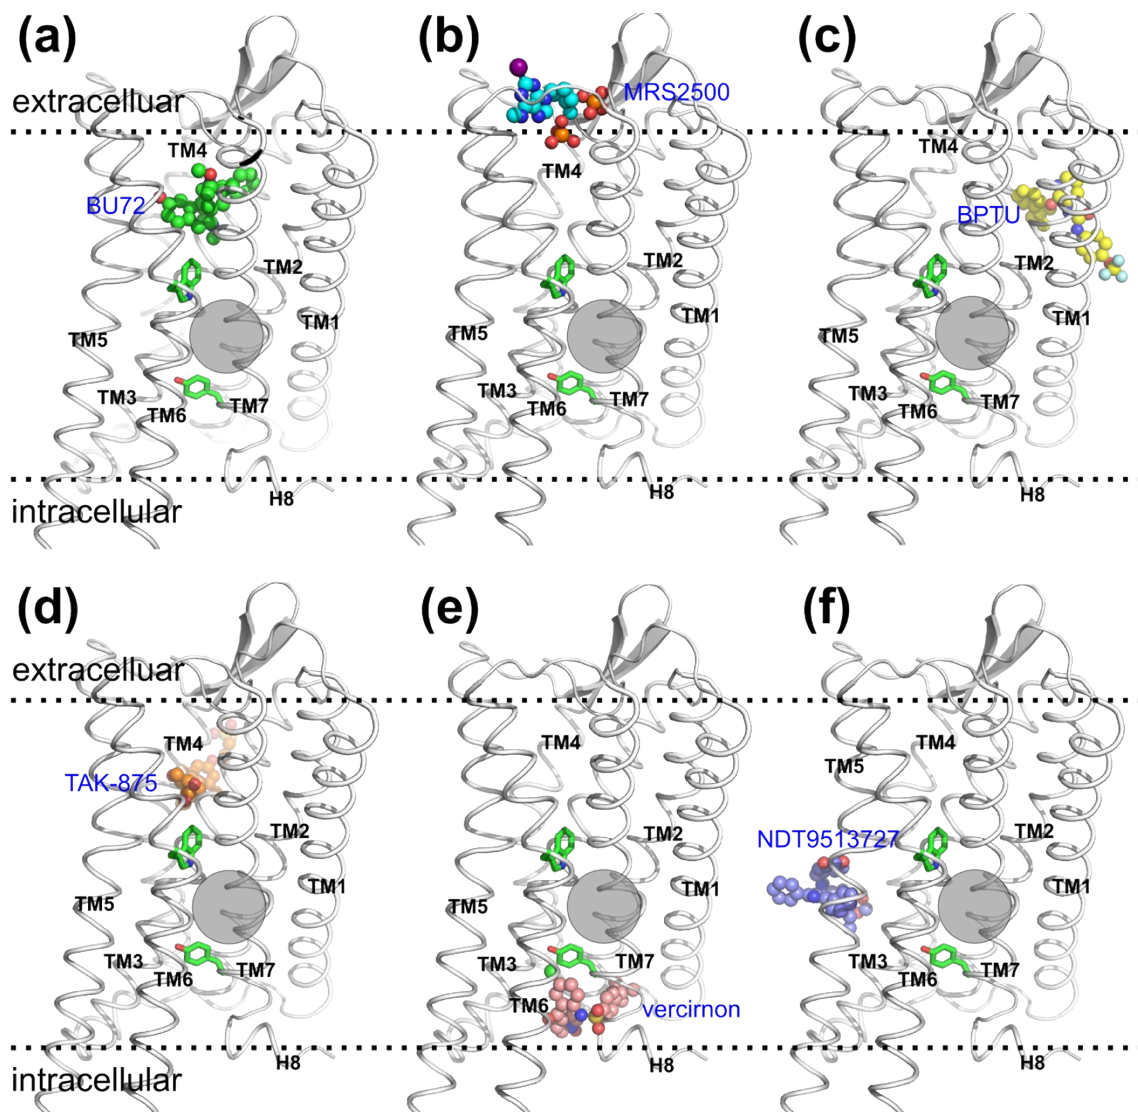 (a) (b) (c)
extracelluar
MRS2500
TM4 TM4 TM4
BU72 BPTU
TM2 TM2 TM2
TM5 TM1 TM5 TM1 TM5 TM1
TM3 TM6 TM7 TM3 TM6 TM7 TM3 TM6 TM7
H8 H8 H8
intracellular
(d) (e) (f)
extracelluar
TM4 TM4 TM4
TM5
TAK-875
TM2 TM2 TM2
NDT9513727
TM5 TM1 TM5 TM1 TM1
TM3 TM6 TM7 TM3 TM7 TM3 TM6 TM7
TM6 vercirnon
H8 H8 H8
intracellular